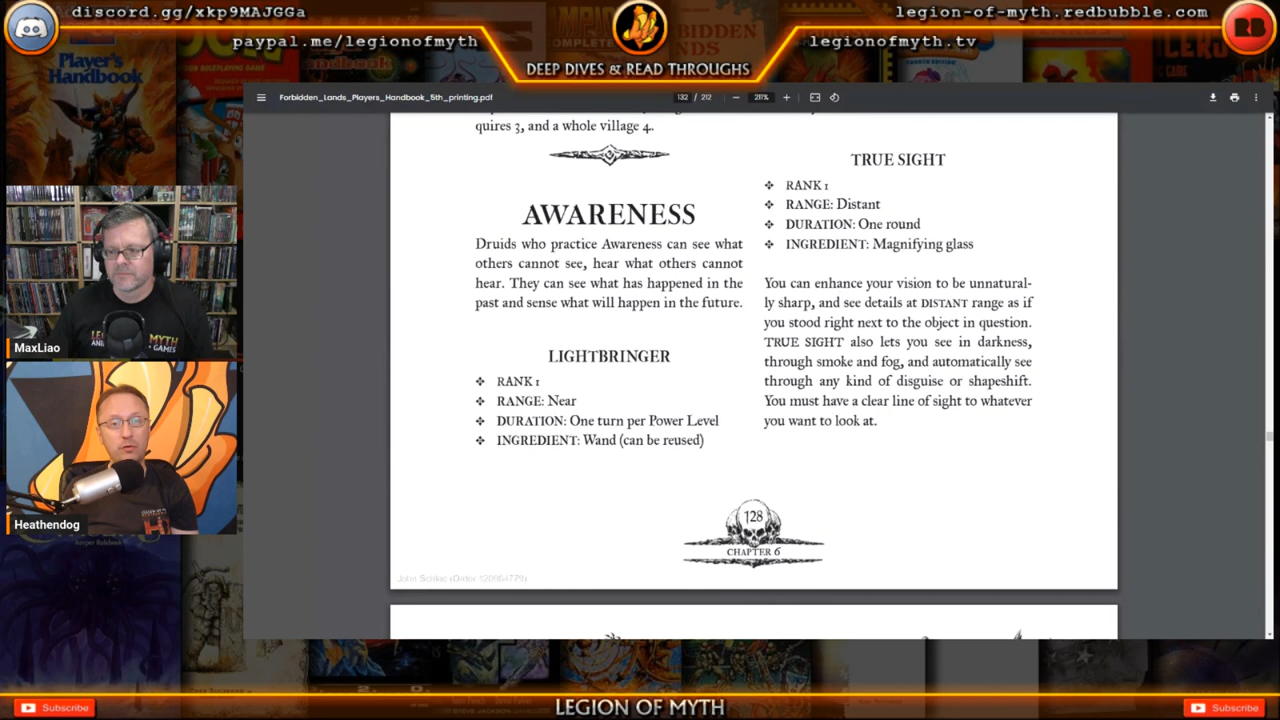 discord.gg/xkp9MAJGGa
paypal.me/legionofmyth
DEEP DIVES & READ THROUGHS
legion-of-myth.redbubble.com
legionofmyth.tv
Player's
Handbook
Forbidden_Lands_Players_Handbook_5th_printing.pdf
132 / 212
211%
quires 3, and a whole village 4.
AWARENESS
Druids who practice Awareness can see what
others cannot see, hear what others cannot
hear. They can see what has happened in the
past and sense what will happen in the future.
LIGHTBRINGER
❖ RANK 1
❖ RANGE: Near
❖ DURATION: One turn per Power Level
❖ INGREDIENT: Wand (can be reused)
TRUE SIGHT
❖ RANK 1
❖ RANGE: Distant
❖ DURATION: One round
❖ INGREDIENT: Magnifying glass
You can enhance your vision to be unnatural-
ly sharp, and see details at DISTANT range as if
you stood right next to the object in question.
TRUE SIGHT also lets you see in darkness,
through smoke and fog, and automatically see
through any kind of disguise or shapeshift.
You must have a clear line of sight to whatever
you want to look at.
128
CHAPTER 6
MaxLiao
Heathendog
Subscribe
LEGION OF MYTH
Subscribe